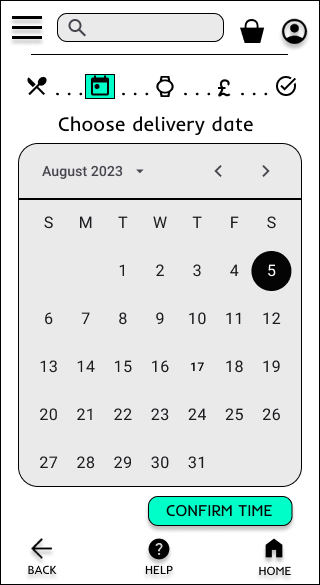 £
Choose delivery date
August 2023
S M T W T F S
1 2 3 4 5
6 7 8 9 10 11 12
13 14 15 16 17 18 19
20 21 22 23 24 25 26
27 28 29 30 31
CONFIRM TIME
BACK HELP HOME